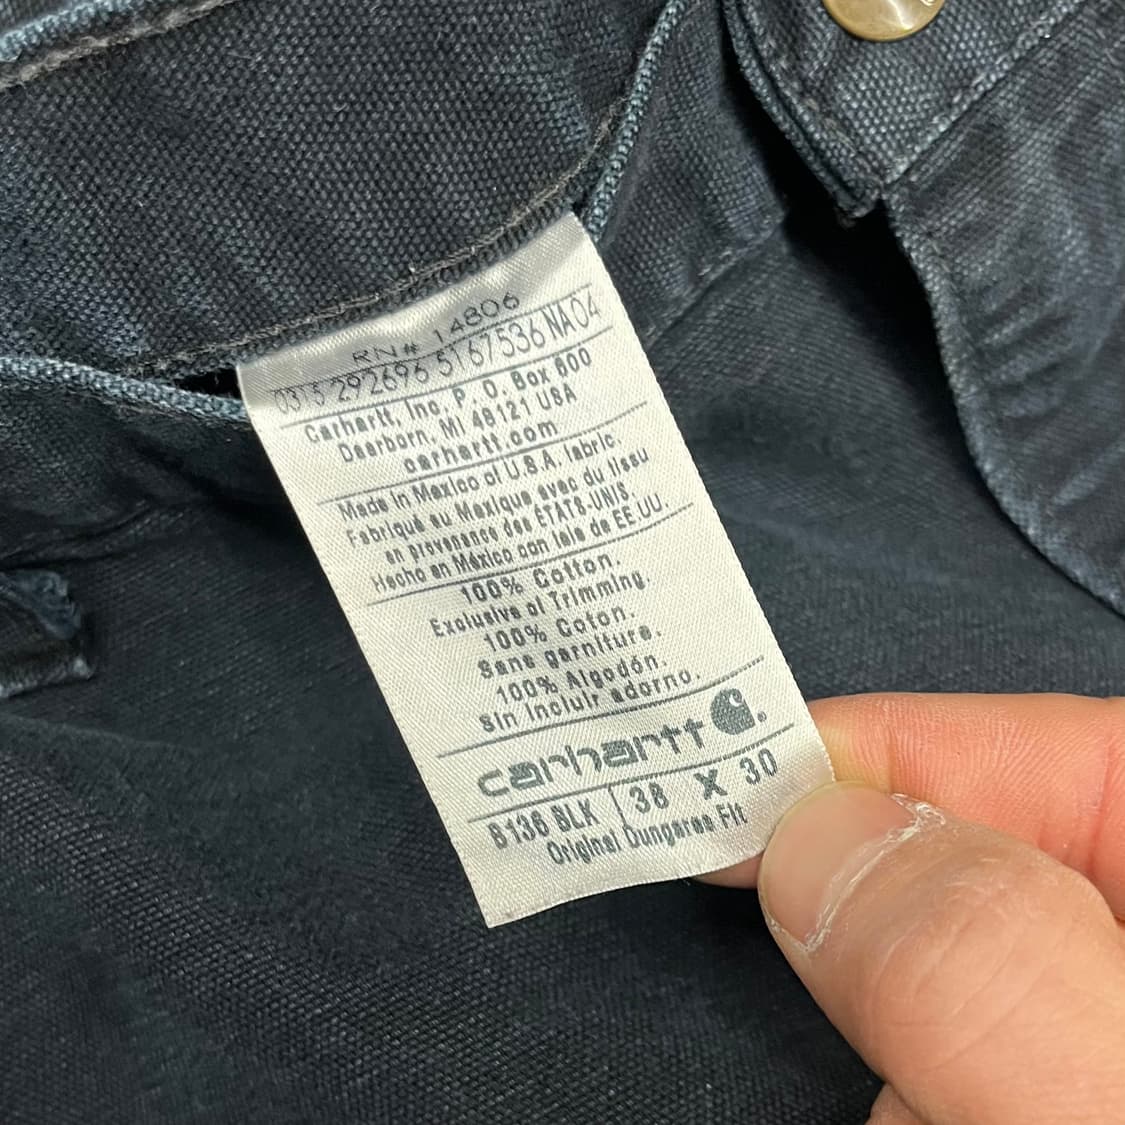 RN# 14806
0315 292696 5167536 NA04
Carhartt, Inc. P. O. Box 600
Dearborn, MI 48121 USA
carhartt.com
Made in Mexico of U.S.A. fabric.
Fabriqué au Mexique avec du tissu
en provenance des ÉTATS-UNIS.
Hecho en México con tela de EE.UU.
100% Cotton.
Exclusive of Trimming.
100% Coton.
Sans garniture.
100% Algodón.
Sin incluir adorno.
carhartt
B136 BLK 38 X 30
Original Dungaree Fit